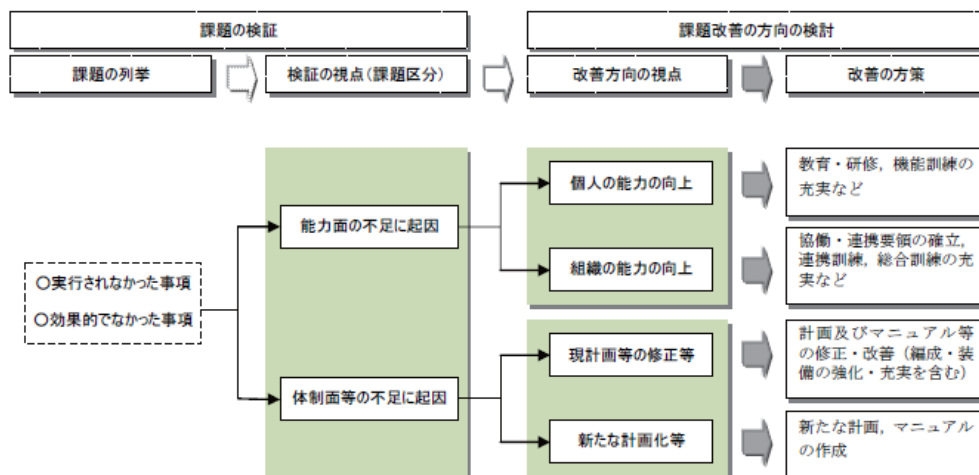 課題の検証
課題改善の方向の検討
課題の列挙
検証の視点(課題区分)
改善方向の視点
改善の方策
○実行されなかった事項
○効果的でなかった事項
能力面の不足に起因
体制面等の不足に起因
個人の能力の向上
組織の能力の向上
現計画等の修正等
新たな計画化等
教育・研修,機能訓練の
充実など
協働・連携要領の確立,
連携訓練,総合訓練の充
実など
計画及びマニュアル等
の修正・改善(編成・装
備の強化・充実を含む)
新たな計画,マニュアル
の作成